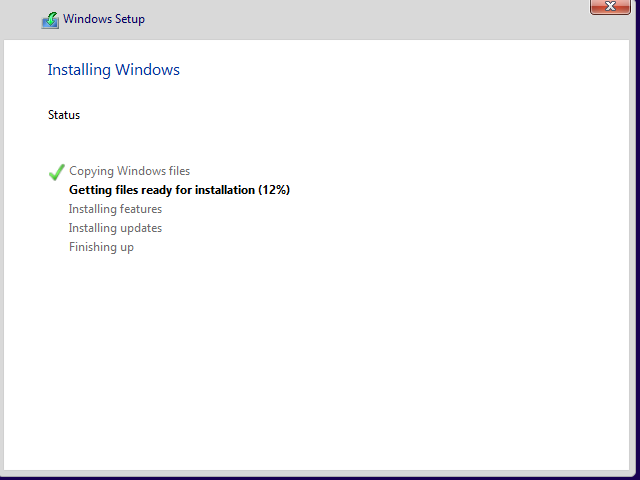 Windows Setup
Installing Windows
Status
Copying Windows files
Getting files ready for installation (12%)
Installing features
Installing updates
Finishing up